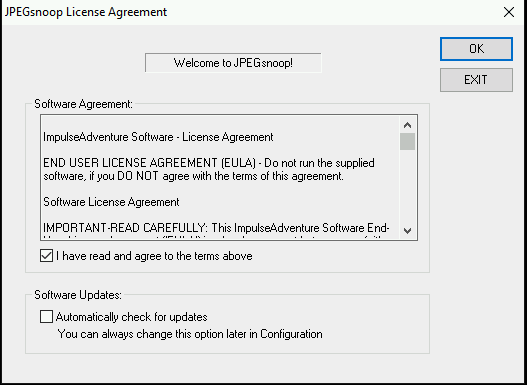 JPEGsnoop License Agreement
Welcome to JPEGsnoop!
OK
EXIT
Software Agreement:
ImpulseAdventure Software - License Agreement
END USER LICENSE AGREEMENT (EULA) - Do not run the supplied
software, if you DO NOT agree with the terms of this agreement.
Software License Agreement
IMPORTANT-READ CAREFULLY: This ImpulseAdventure Software End-
I have read and agree to the terms above
Software Updates:
Automatically check for updates
You can always change this option later in Configuration